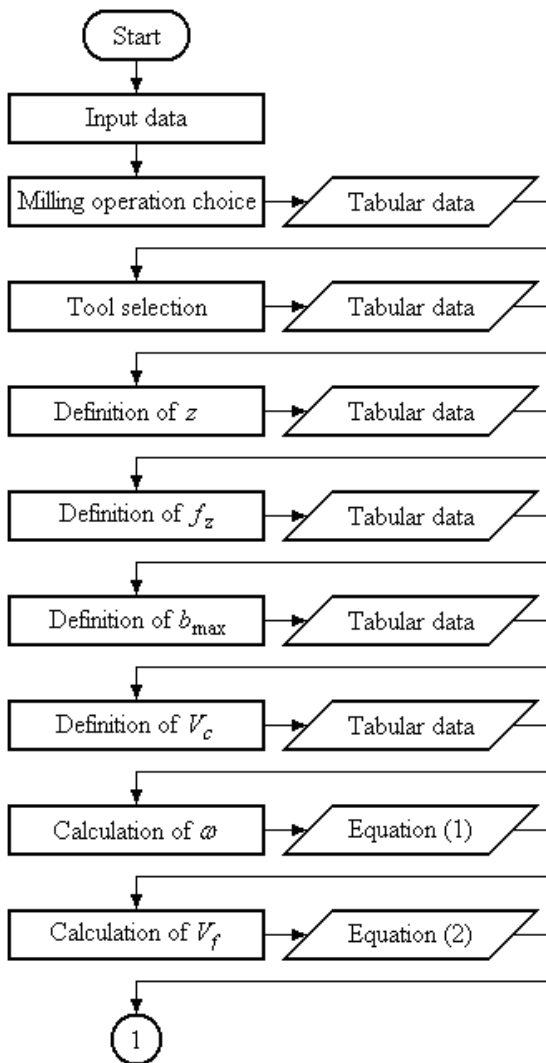 Start
Input data
Milling operation choice
Tabular data
Tool selection
Tabular data
Definition of z
Tabular data
Definition of f_z
Tabular data
Definition of b_max
Tabular data
Definition of V_c
Tabular data
Calculation of ω
Equation (1)
Calculation of V_f
Equation (2)
1